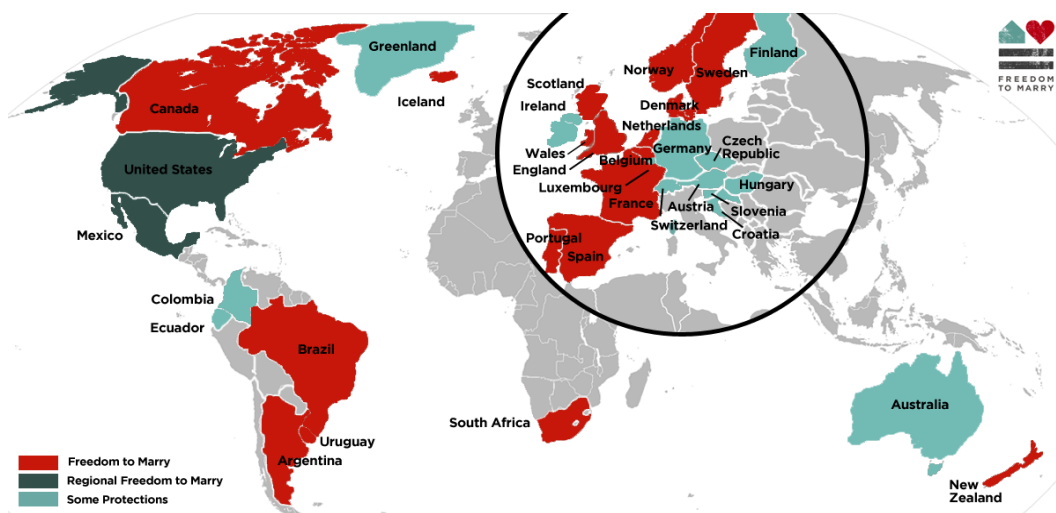 Greenland
Finland
FREEDOM
TO MARRY
Norway
Sweden
Iceland
Scotland
Canada
Ireland
Denmark
Netherlands
Wales
Germany
Czech
Republic
England
Belgium
United States
Luxembourg
Hungary
France
Austria
Slovenia
Mexico
Switzerland
Croatia
Portugal
Spain
Colombia
Ecuador
Brazil
Australia
South Africa
Uruguay
Argentina
New
Zealand
Freedom to Marry
Regional Freedom to Marry
Some Protections